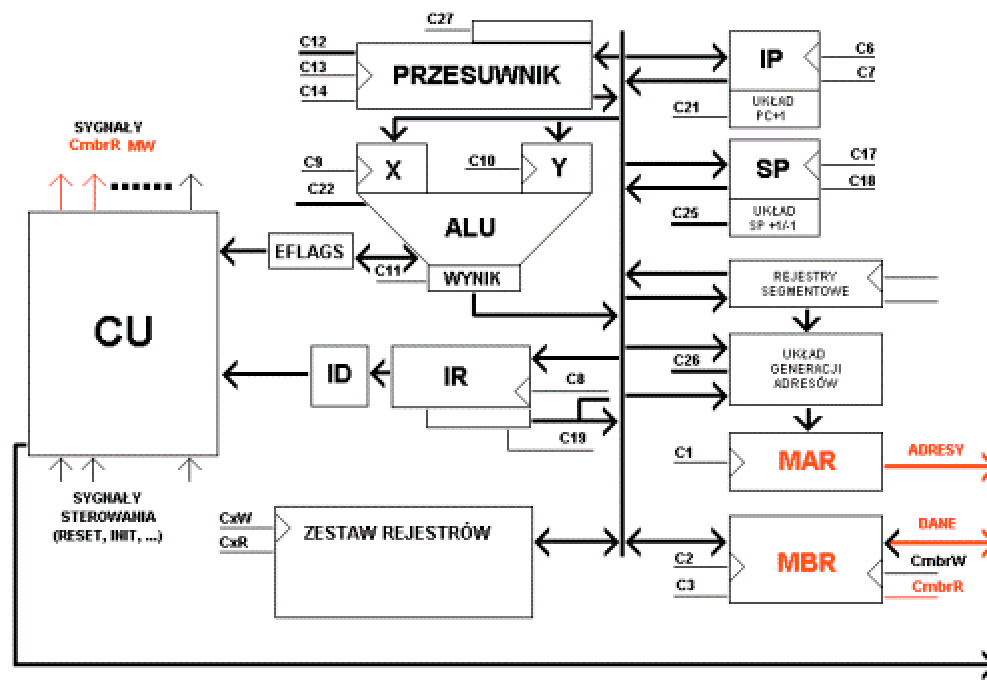 C27
C12
C13
C14
PRZESUWNIK
IP
C6
C7
C21
UKŁAD
PC+1
SYGNAŁY
CmbrR MW
C9
X
C10
Y
C22
ALU
SP
C17
C18
C25
UKŁAD
SP +1/-1
EFLAGS
C11
WYNIK
REJESTRY
SEGMENTOWE
CU
ID
IR
C8
C19
C26
UKŁAD
GENERACJI
ADRESÓW
C1
MAR
ADRESY
SYGNAŁY
STEROWANIA
(RESET, INIT, ...)
CxW
CxR
ZESTAW REJESTRÓW
C2
C3
MBR
DANE
CmbrW
CmbrR